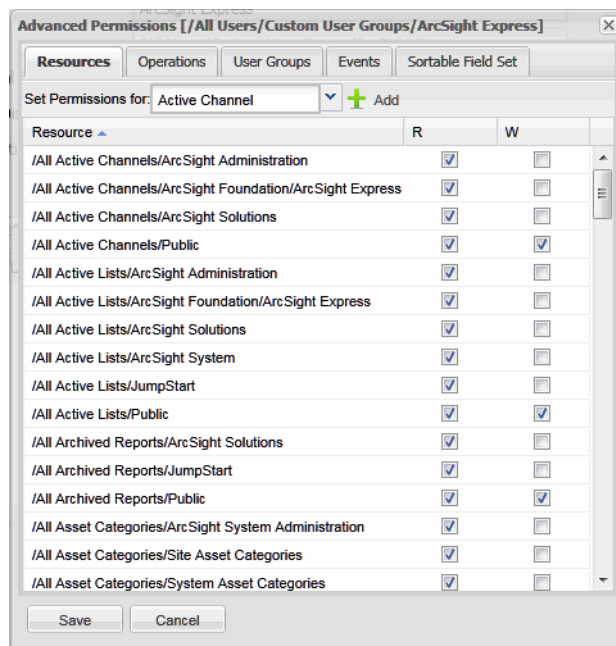 ArcSight Express
Advanced Permissions [/All Users/Custom User Groups/ArcSight Express]
Resources Operations User Groups Events Sortable Field Set
Set Permissions for: Active Channel Add
Resource R W
/All Active Channels/ArcSight Administration
/All Active Channels/ArcSight Foundation/ArcSight Express
/All Active Channels/ArcSight Solutions
/All Active Channels/Public
/All Active Lists/ArcSight Administration
/All Active Lists/ArcSight Foundation/ArcSight Express
/All Active Lists/ArcSight Solutions
/All Active Lists/ArcSight System
/All Active Lists/JumpStart
/All Active Lists/Public
/All Archived Reports/ArcSight Solutions
/All Archived Reports/JumpStart
/All Archived Reports/Public
/All Asset Categories/ArcSight System Administration
/All Asset Categories/Site Asset Categories
/All Asset Categories/System Asset Categories
Save Cancel